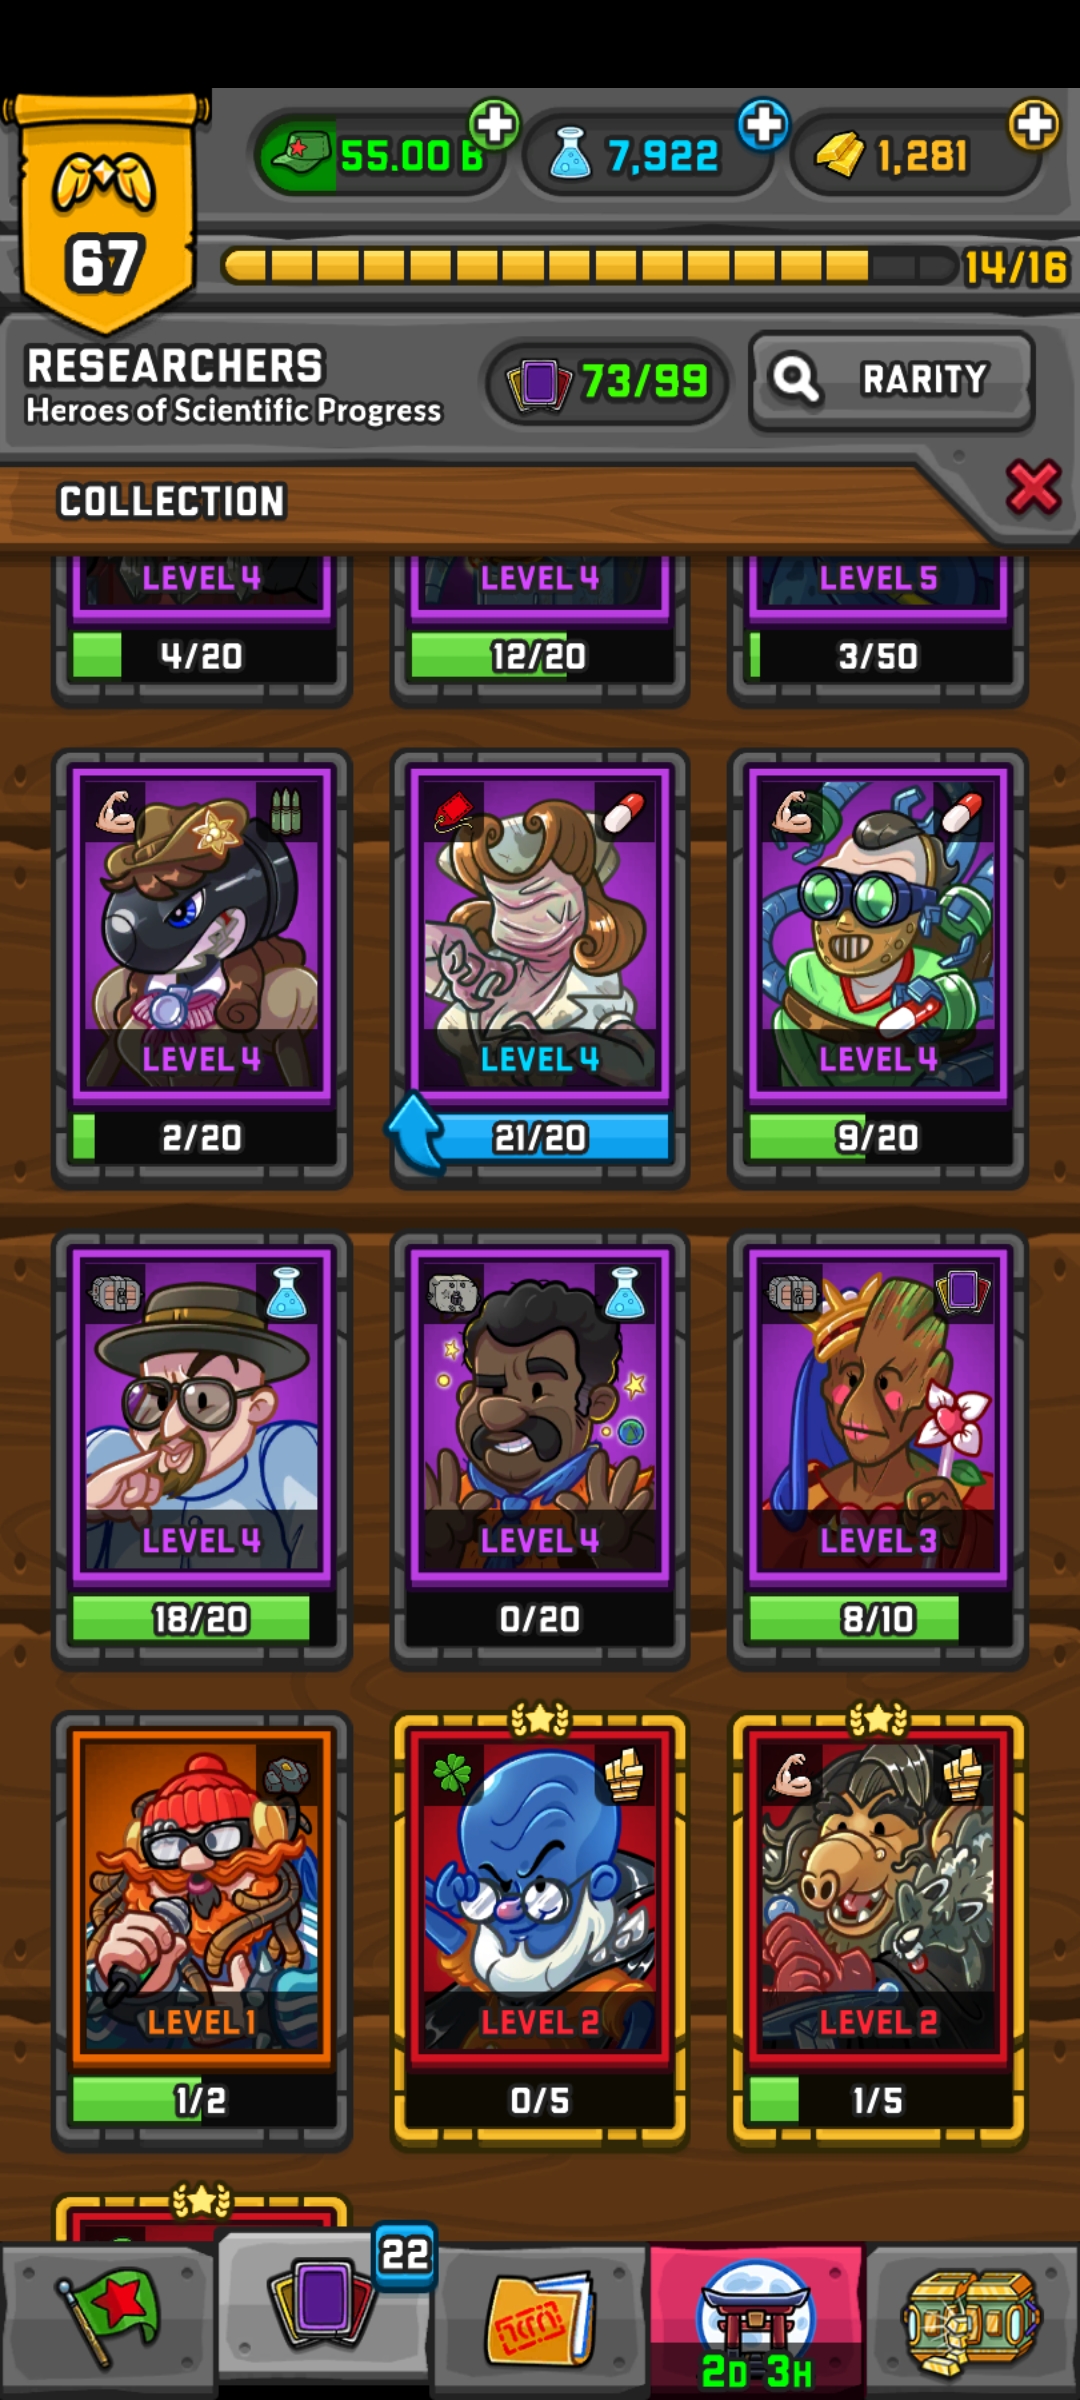 55.00 B
7,922
1,281
67
14/16
RESEARCHERS
Heroes of Scientific Progress
73/99
RARITY
COLLECTION
LEVEL 4
LEVEL 4
LEVEL 5
4/20
12/20
3/50
LEVEL 4
LEVEL 4
LEVEL 4
2/20
21/20
9/20
LEVEL 4
LEVEL 4
LEVEL 3
18/20
0/20
8/10
LEVEL 1
LEVEL 2
LEVEL 2
1/2
0/5
1/5
22
2D 3H